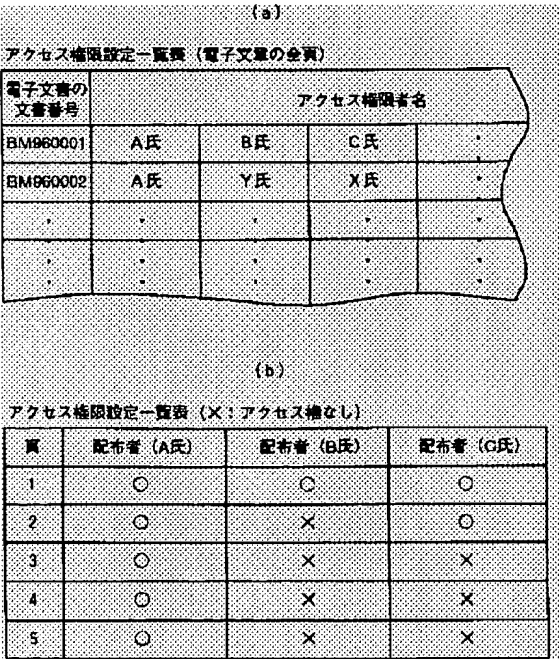 (a)
アクセス権限設定一覧表 (電子文章の全頁)
電子文書の
文書番号
アクセス権限者名
BM960001 A氏 B氏 C氏 ・
BM960002 A氏 Y氏 X氏 ・
・ ・ ・ ・ ・
・ ・ ・ ・ ・
・ ・ ・ ・ ・
(b)
アクセス権限設定一覧表 (×:アクセス権なし)
頁 配布者 (A氏) 配布者 (B氏) 配布者 (C氏)
1 ○ ○ ○
2 ○ × ○
3 ○ × ×
4 ○ × ×
5 ○ × ×